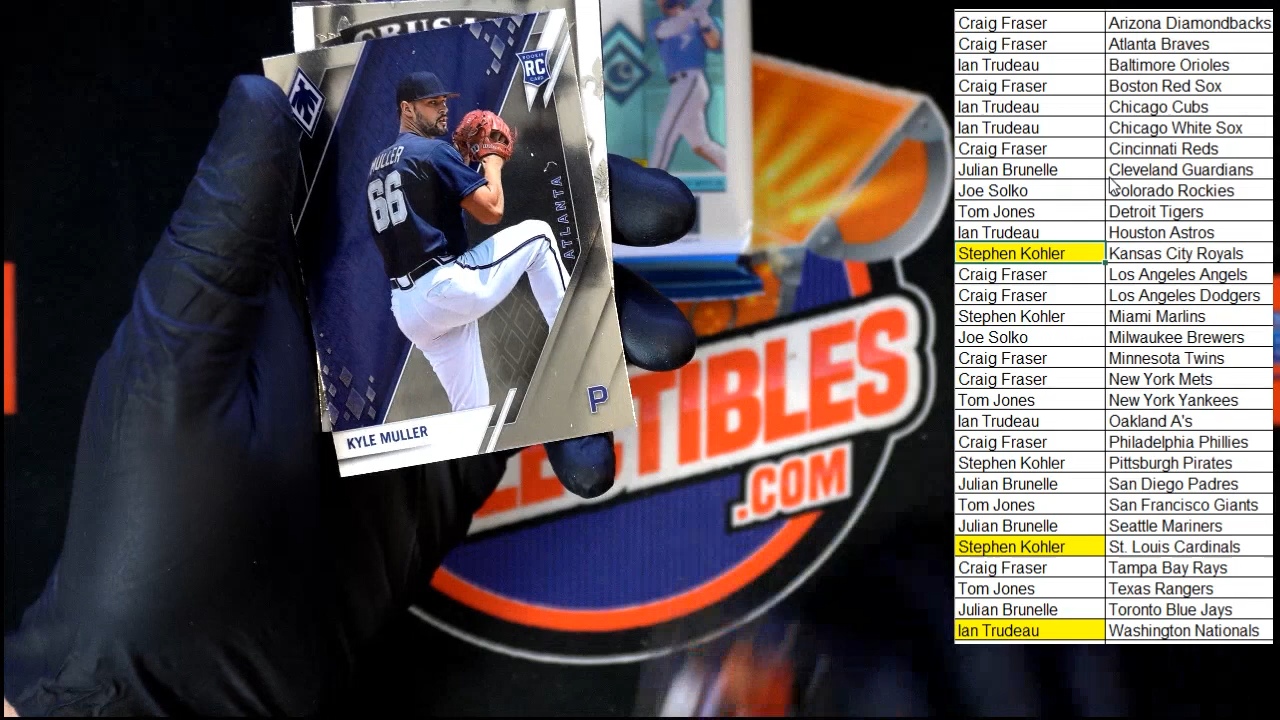 CRUSA
ROOKIE
RC
CARD
MULLER
66
ATLANTA
P
KYLE MULLER
TIBLES
.COM
Craig Fraser Arizona Diamondbacks
Craig Fraser Atlanta Braves
Ian Trudeau Baltimore Orioles
Craig Fraser Boston Red Sox
Ian Trudeau Chicago Cubs
Ian Trudeau Chicago White Sox
Craig Fraser Cincinnati Reds
Julian Brunelle Cleveland Guardians
Joe Solko Colorado Rockies
Tom Jones Detroit Tigers
Ian Trudeau Houston Astros
Stephen Kohler Kansas City Royals
Craig Fraser Los Angeles Angels
Craig Fraser Los Angeles Dodgers
Stephen Kohler Miami Marlins
Joe Solko Milwaukee Brewers
Craig Fraser Minnesota Twins
Craig Fraser New York Mets
Tom Jones New York Yankees
Ian Trudeau Oakland A's
Craig Fraser Philadelphia Phillies
Stephen Kohler Pittsburgh Pirates
Julian Brunelle San Diego Padres
Tom Jones San Francisco Giants
Julian Brunelle Seattle Mariners
Stephen Kohler St. Louis Cardinals
Craig Fraser Tampa Bay Rays
Tom Jones Texas Rangers
Julian Brunelle Toronto Blue Jays
Ian Trudeau Washington Nationals